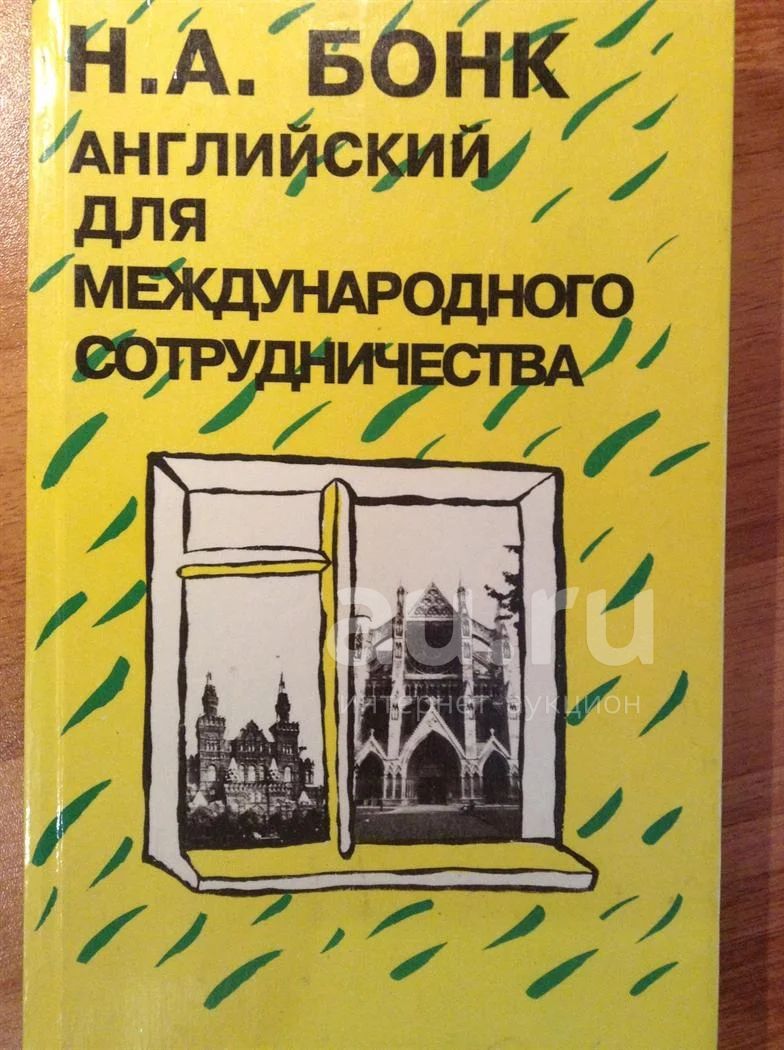 Н.А. БОНК
АНГЛИЙСКИЙ
ДЛЯ
МЕЖДУНАРОДНОГО
СОТРУДНИЧЕСТВА
au.ru
интернет-аукцион